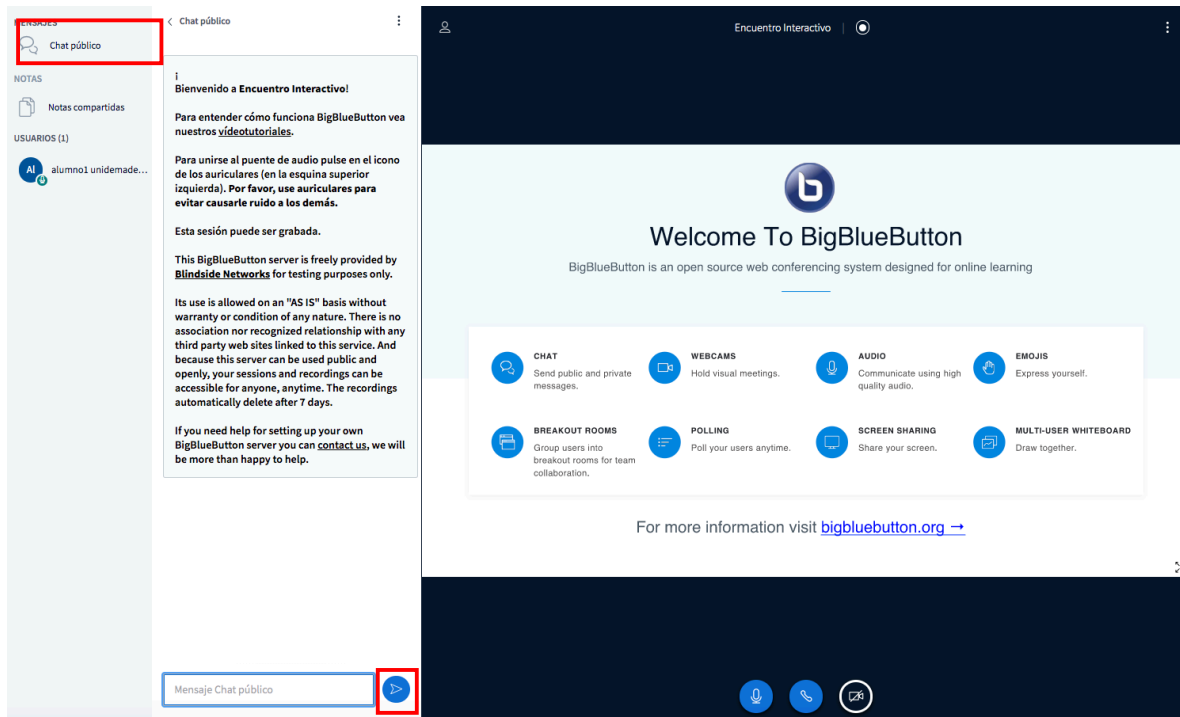 MENSAJES
Chat público
NOTAS
Notas compartidas
USUARIOS (1)
Al
alumno1 unidemade...
Chat público
¡
Bienvenido a Encuentro Interactivo!
Para entender cómo funciona BigBlueButton vea
nuestros vídeotutoriales.
Para unirse al puente de audio pulse en el icono
de los auriculares (en la esquina superior
izquierda). Por favor, use auriculares para
evitar causarle ruido a los demás.
Esta sesión puede ser grabada.
This BigBlueButton server is freely provided by
Blindside Networks for testing purposes only.
Its use is allowed on an "AS IS" basis without
warranty or condition of any nature. There is no
association nor recognized relationship with any
third party web sites linked to this service. And
because this server can be used public and
openly, your sessions and recordings can be
accessible for anyone, anytime. The recordings
automatically delete after 7 days.
If you need help for setting up your own
BigBlueButton server you can contact us, we will
be more than happy to help.
Mensaje Chat público
Encuentro Interactivo
b
Welcome To BigBlueButton
BigBlueButton is an open source web conferencing system designed for online learning
CHAT
Send public and private
messages.
WEBCAMS
Hold visual meetings.
AUDIO
Communicate using high
quality audio.
EMOJIS
Express yourself.
BREAKOUT ROOMS
Group users into
breakout rooms for team
collaboration.
POLLING
Poll your users anytime.
SCREEN SHARING
Share your screen.
MULTI-USER WHITEBOARD
Draw together.
For more information visit bigbluebutton.org →